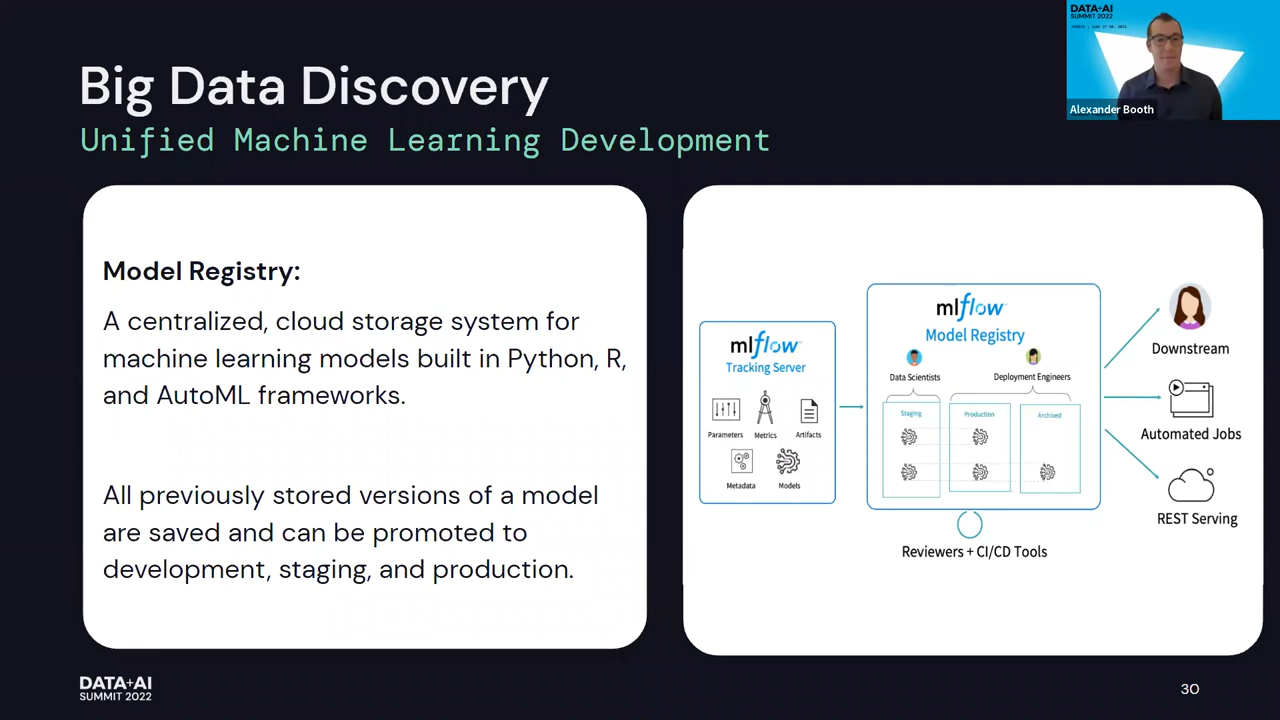 DATA+AI
SUMMIT 2022
Alexander Booth
Big Data Discovery
Unified Machine Learning Development
Model Registry:
A centralized, cloud storage system for
machine learning models built in Python, R,
and AutoML frameworks.
All previously stored versions of a model
are saved and can be promoted to
development, staging, and production.
mlflow
Tracking Server
Parameters Metrics Artifacts
Metadata Models
mlflow
Model Registry
Data Scientists Deployment Engineers
Staging Production Archived
Reviewers + CI/CD Tools
Downstream
Automated Jobs
REST Serving
DATA+AI
SUMMIT 2022
30